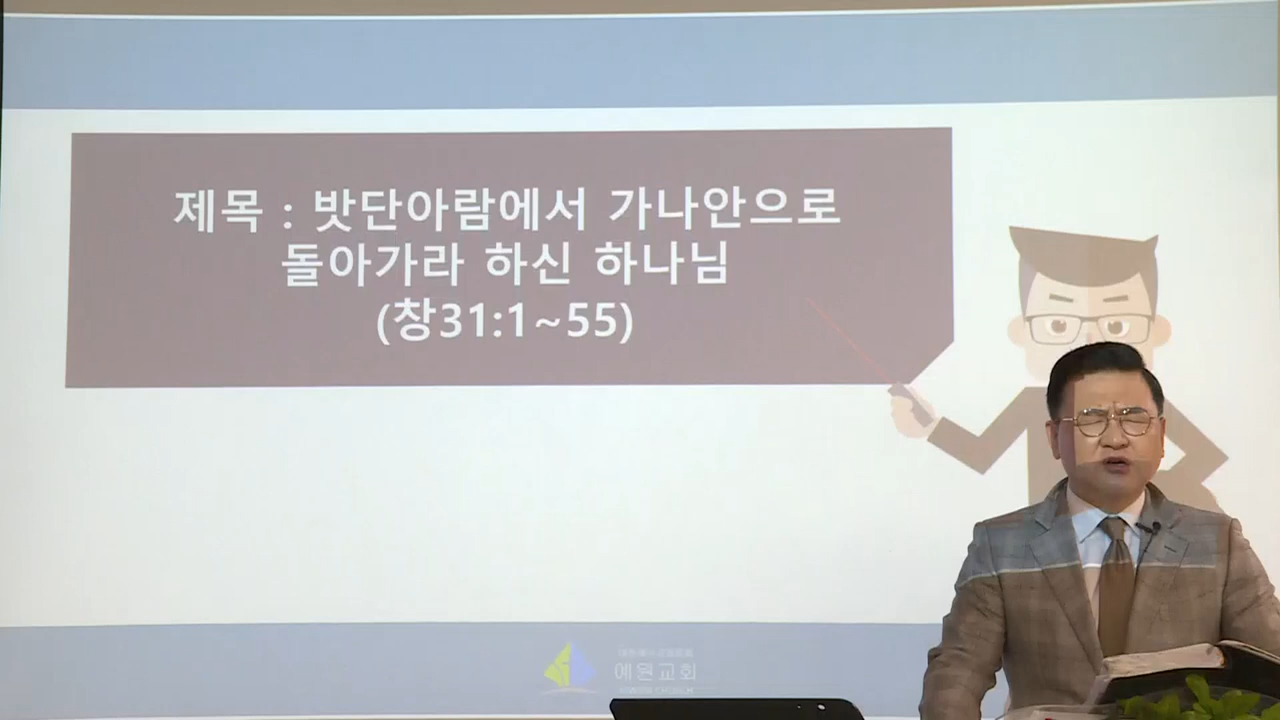 제목 : 밧단아람에서 가나안으로
돌아가라 하신 하나님
(창31:1~55)
예원교회